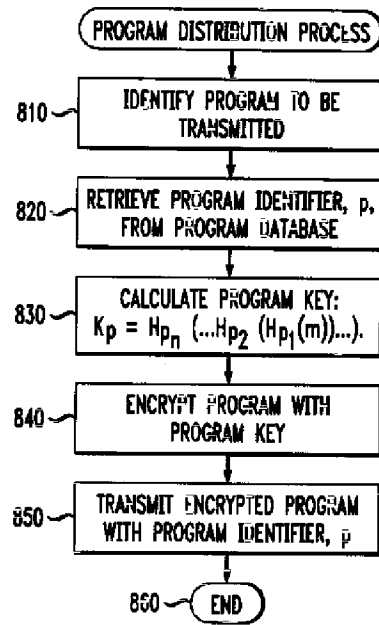 PROGRAM DISTRIBUTION PROCESS
810
IDENTIFY PROGRAM TO BE
TRANSMITTED
820
RETRIEVE PROGRAM IDENTIFIER, p,
FROM PROGRAM DATABASE
830
CALCULATE PROGRAM KEY:
Kp = Hpn (...Hp2 (Hp1(m))...).
840
ENCRYPT PROGRAM WITH
PROGRAM KEY
850
TRANSMIT ENCRYPTED PROGRAM
WITH PROGRAM IDENTIFIER, p
860
END